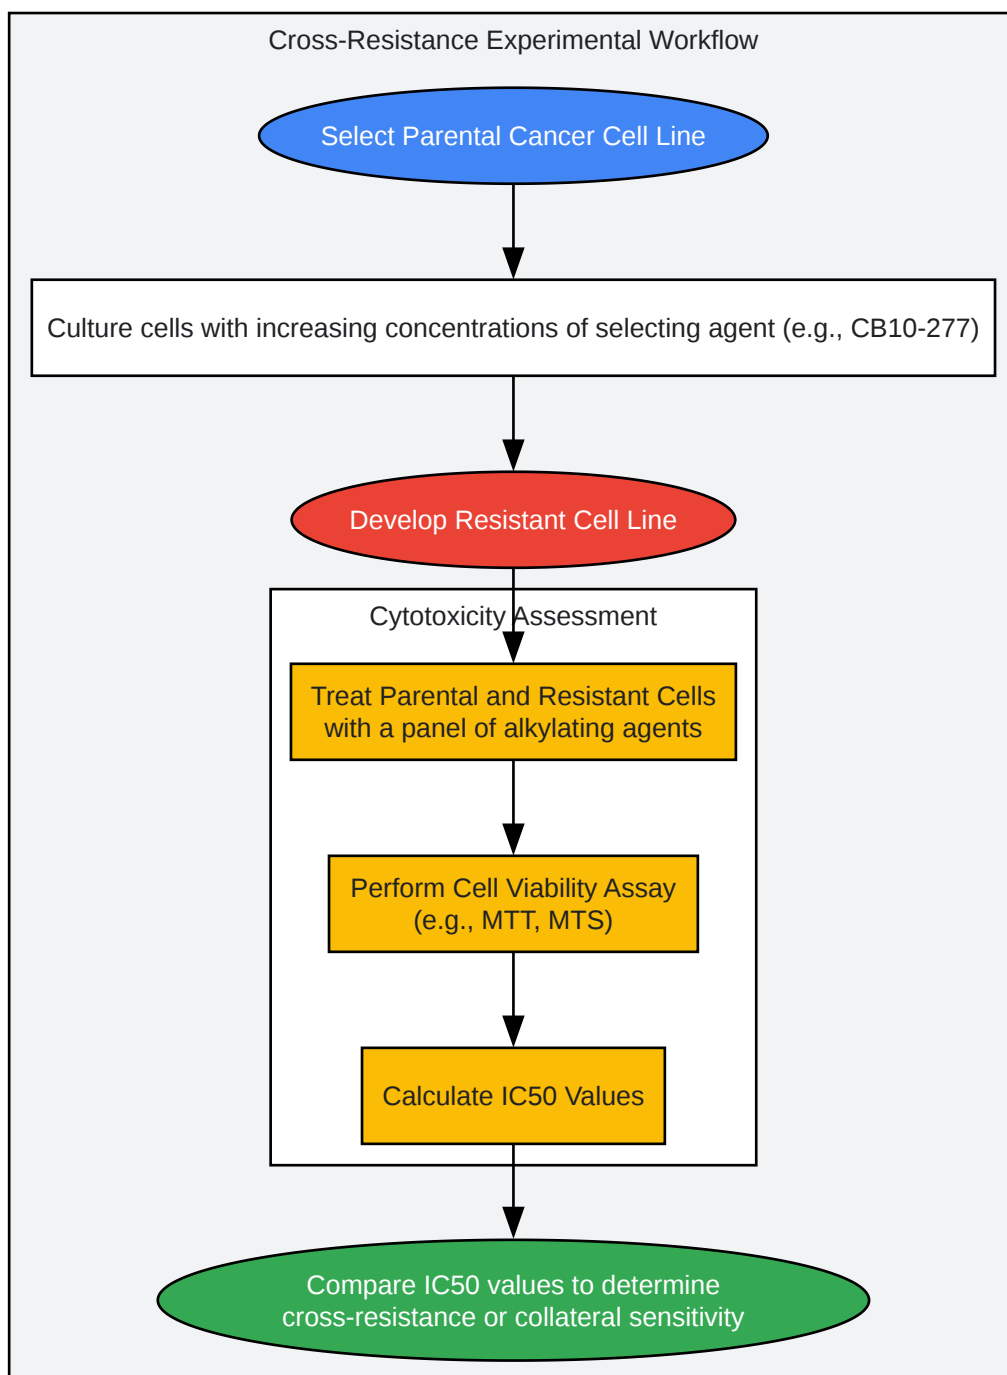 Cross-Resistance Experimental Workflow
Select Parental Cancer Cell Line
Culture cells with increasing concentrations of selecting agent (e.g., CB10-277)
Develop Resistant Cell Line
Cytotoxicity Assessment
Treat Parental and Resistant Cells
with a panel of alkylating agents
Perform Cell Viability Assay
(e.g., MTT, MTS)
Calculate IC50 Values
Compare IC50 values to determine
cross-resistance or collateral sensitivity